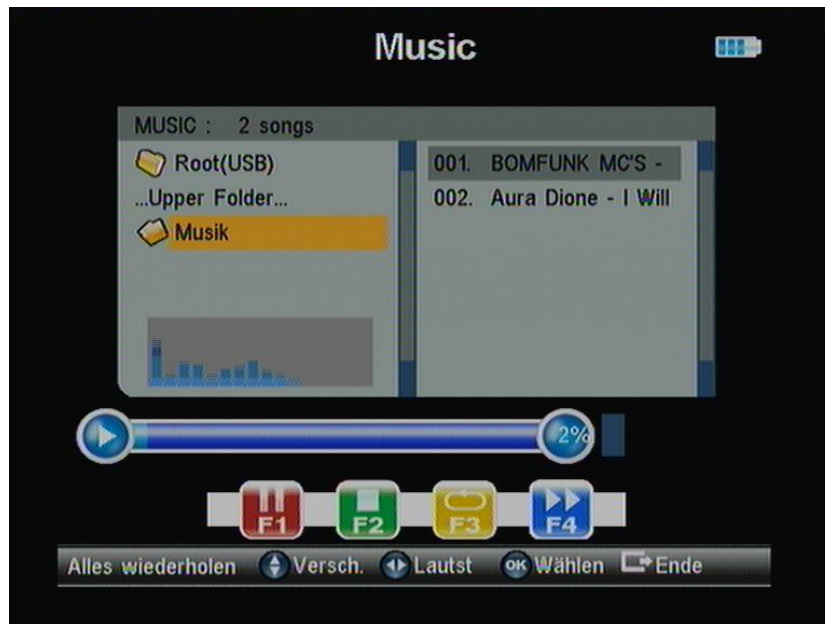 Music
MUSIC : 2 songs
Root(USB)
...Upper Folder...
Musik
001. BOMFUNK MC'S -
002. Aura Dione - I Will
2%
F1 F2 F3 F4
Alles wiederholen Versch. Lautst OK Wählen Ende